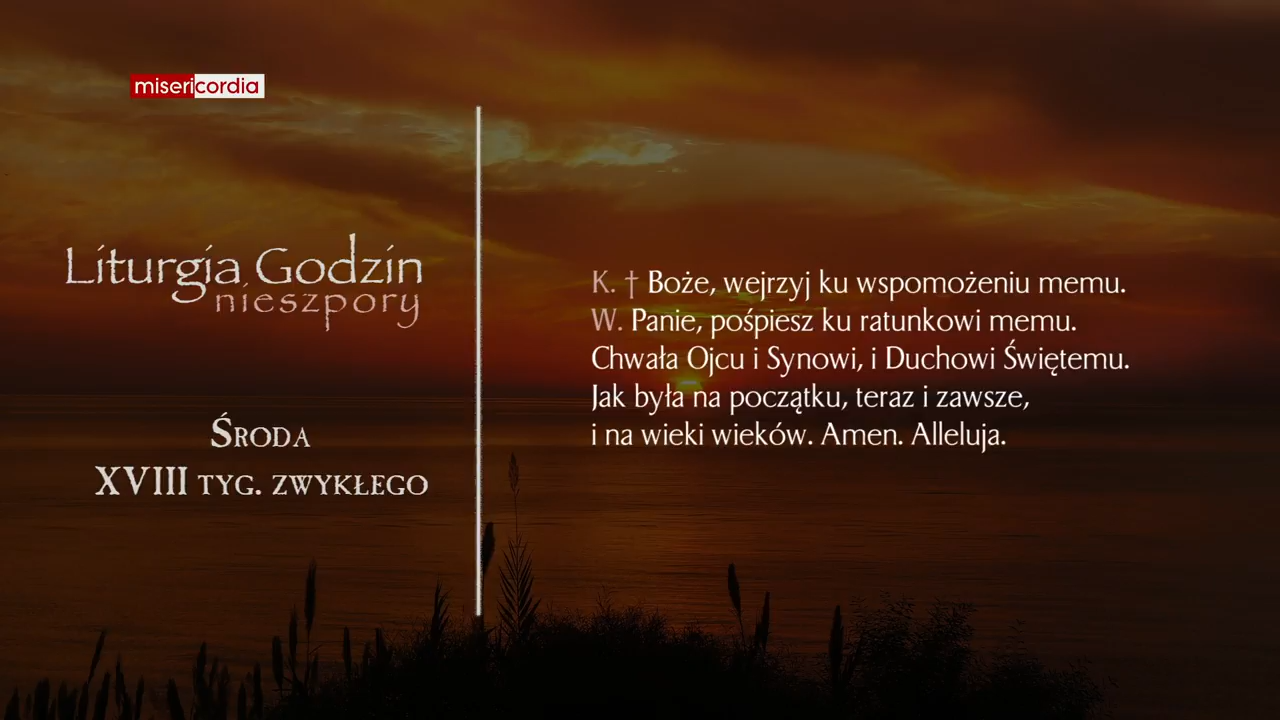 misericordia
Liturgia Godzin
nieszpory
Środa
XVIII tyg. zwykłego
K. † Boże, wejrzyj ku wspomożeniu memu.
W. Panie, pośpiesz ku ratunkowi memu.
Chwała Ojcu i Synowi, i Duchowi Świętemu.
Jak była na początku, teraz i zawsze,
i na wieki wieków. Amen. Alleluja.